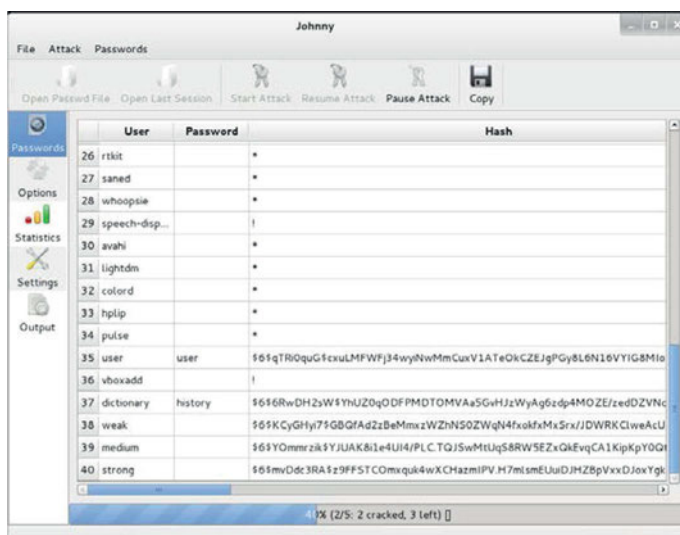 Johnny
File Attack Passwords
Open Passwd File Open Last Session Start Attack Resume Attack Pause Attack Copy
Passwords
Options
Statistics
Settings
Output
User Password Hash
26 rtkit *
27 saned *
28 whoopsie *
29 speech-disp... !
30 avahi *
31 lightdm *
32 colord *
33 hplip *
34 pulse *
35 user user
36 vboxadd !
37 dictionary history
38 weak
39 medium
40 strong
40% (2/5: 2 cracked, 3 left) []